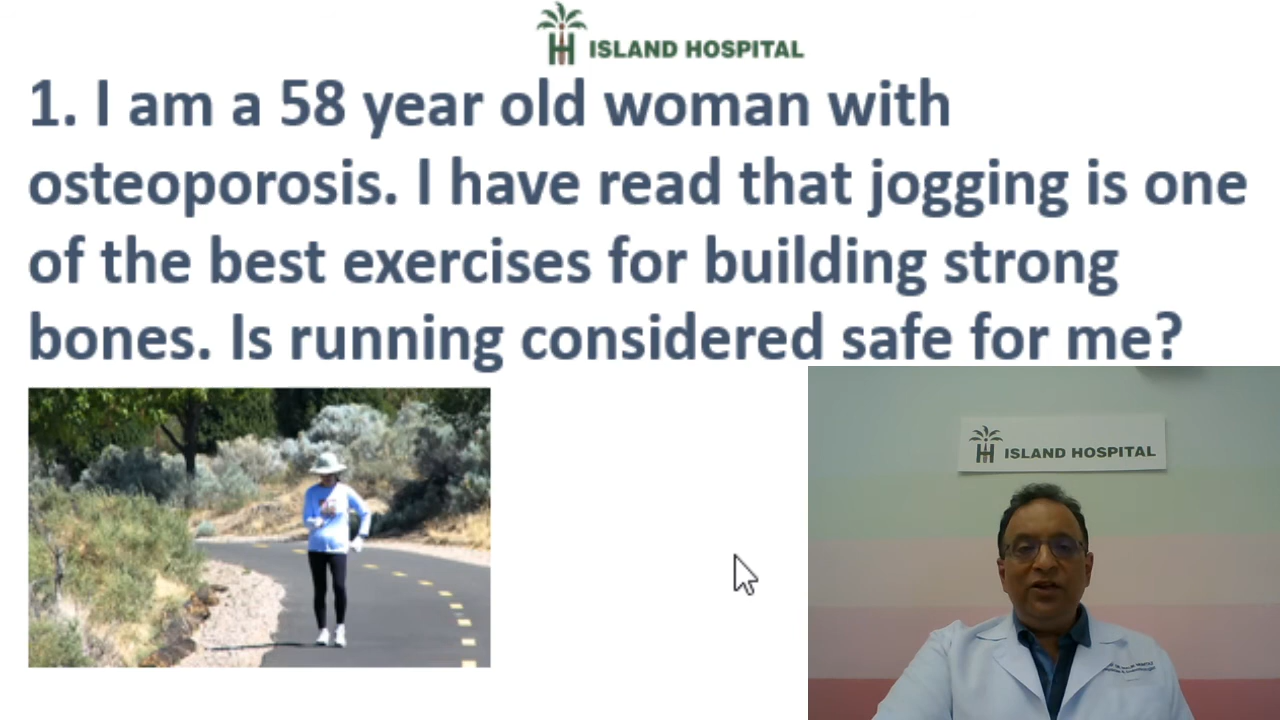 ISLAND HOSPITAL
1. I am a 58 year old woman with
osteoporosis. I have read that jogging is one
of the best exercises for building strong
bones. Is running considered safe for me?
ISLAND HOSPITAL